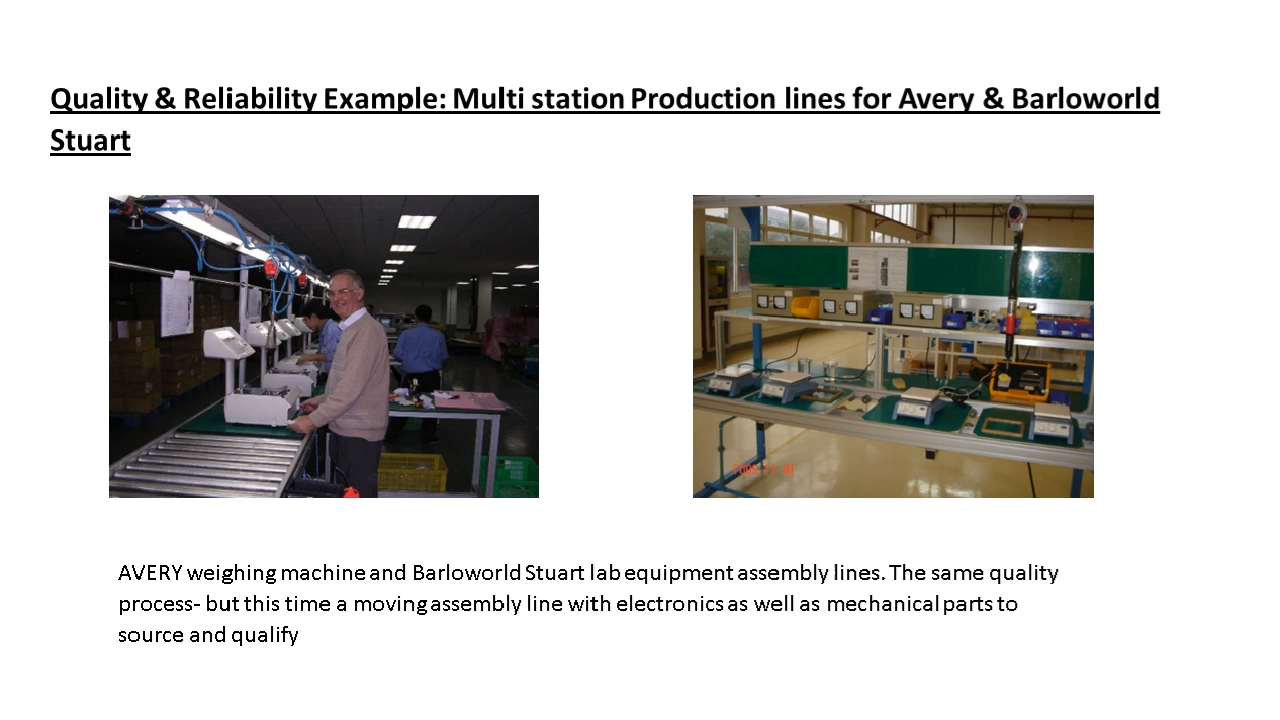 Quality & Reliability Example: Multi station Production lines for Avery & Barloworld
Stuart
AVERY weighing machine and Barloworld Stuart lab equipment assembly lines. The same quality
process- but this time a moving assembly line with electronics as well as mechanical parts to
source and qualify